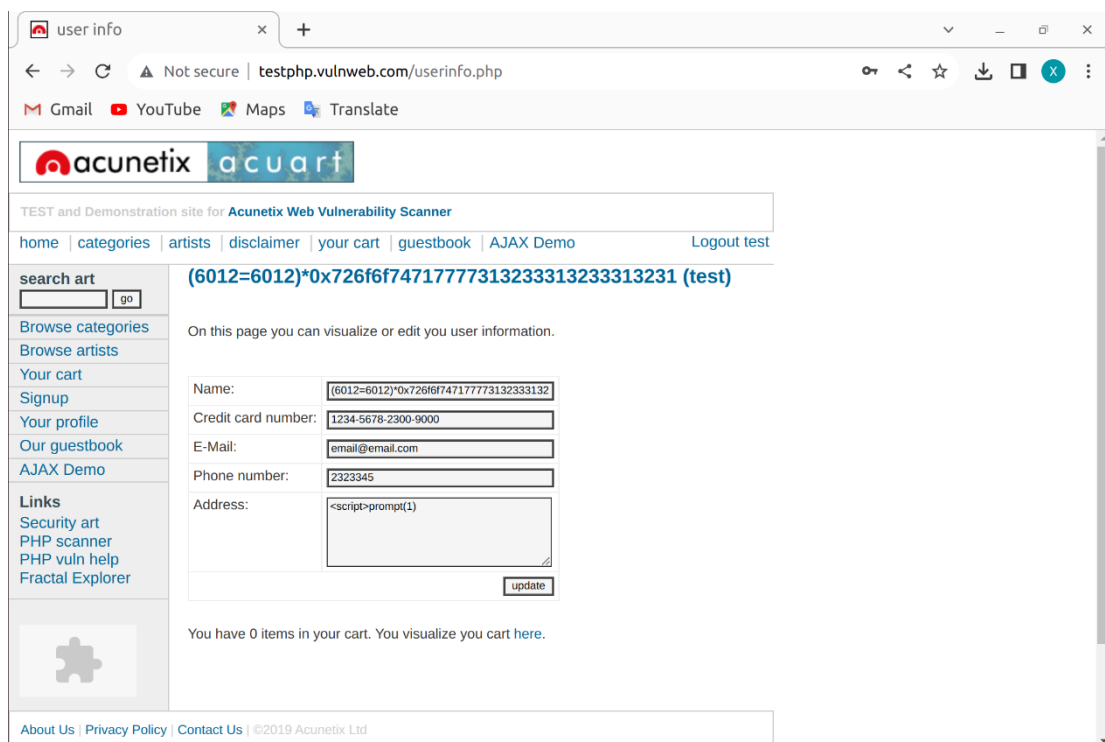 user info
Not secure testphp.vulnweb.com/userinfo.php X
Gmail YouTube Maps Translate
acunetix acuart
TEST and Demonstration site for Acunetix Web Vulnerability Scanner
home | categories | artists | disclaimer | your cart | guestbook | AJAX Demo Logout test
search art
go
Browse categories
Browse artists
Your cart
Signup
Your profile
Our guestbook
AJAX Demo
Links
Security art
PHP scanner
PHP vuln help
Fractal Explorer
(6012=6012)*0x726f6f747177773132333132333132​31 (test)
On this page you can visualize or edit you user information.
Name: (6012=6012)*0x726f6f747177773132333132
Credit card number: 1234-5678-2300-9000
E-Mail: email@email.com
Phone number: 2323345
Address: <script>prompt(1)
update
You have 0 items in your cart. You visualize you cart here.
About Us | Privacy Policy | Contact Us | ©2019 Acunetix Ltd